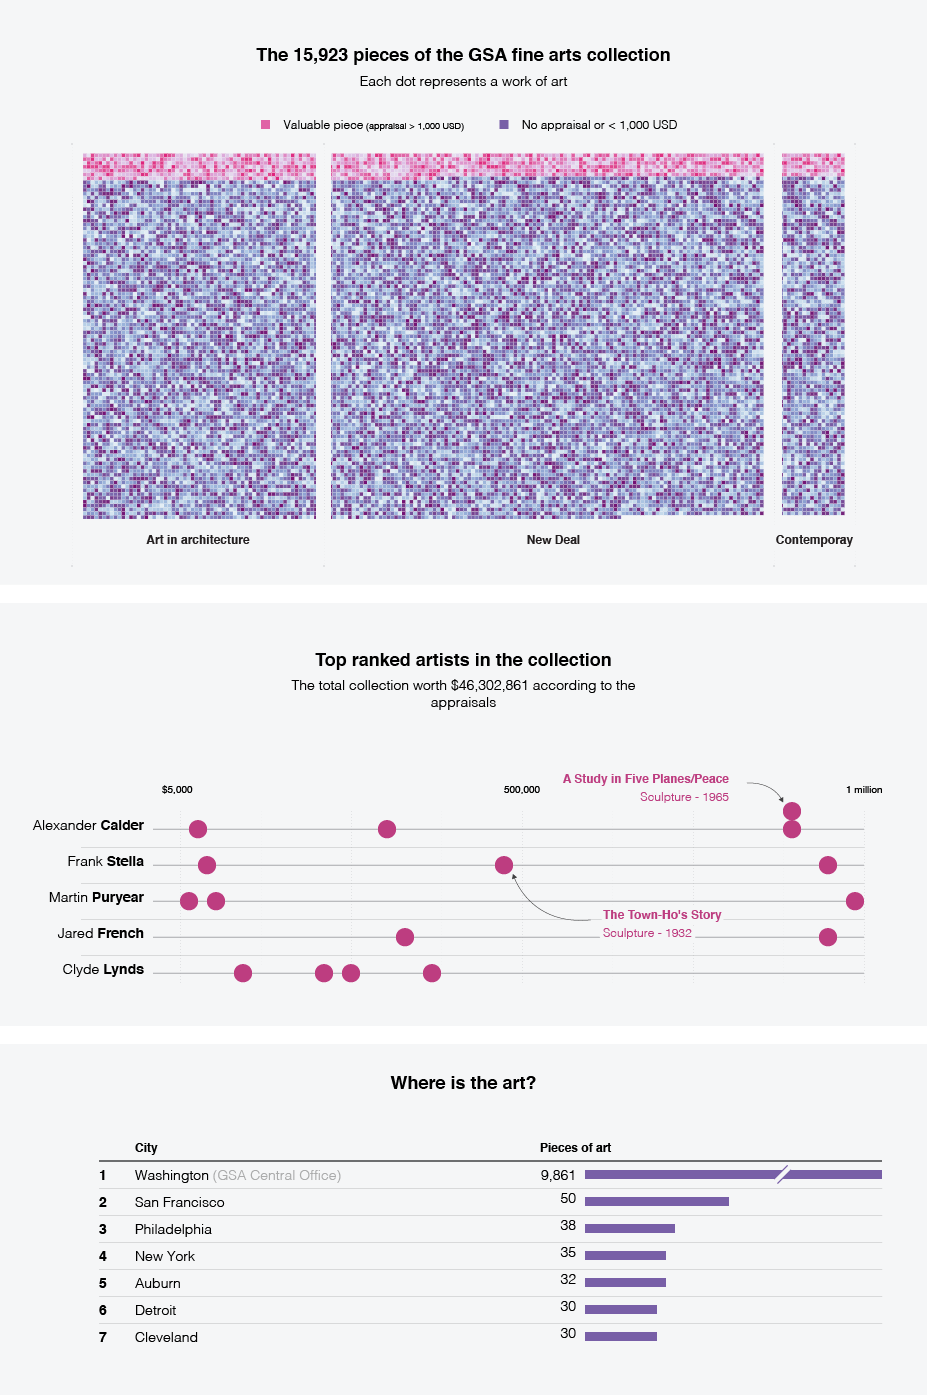 The 15,923 pieces of the GSA fine arts collection
Each dot represents a work of art
Valuable piece (appraisal > 1,000 USD) No appraisal or < 1,000 USD
Art in architecture New Deal Contemporay
Top ranked artists in the collection
The total collection worth $46,302,861 according to the
appraisals
A Study in Five Planes/Peace
Sculpture - 1965
$5,000 500,000 1 million
Alexander Calder
Frank Stella
Martin Puryear
The Town-Ho's Story
Sculpture - 1932
Jared French
Clyde Lynds
Where is the art?
City Pieces of art
1 Washington (GSA Central Office) 9,861
2 San Francisco 50
3 Philadelphia 38
4 New York 35
5 Auburn 32
6 Detroit 30
7 Cleveland 30